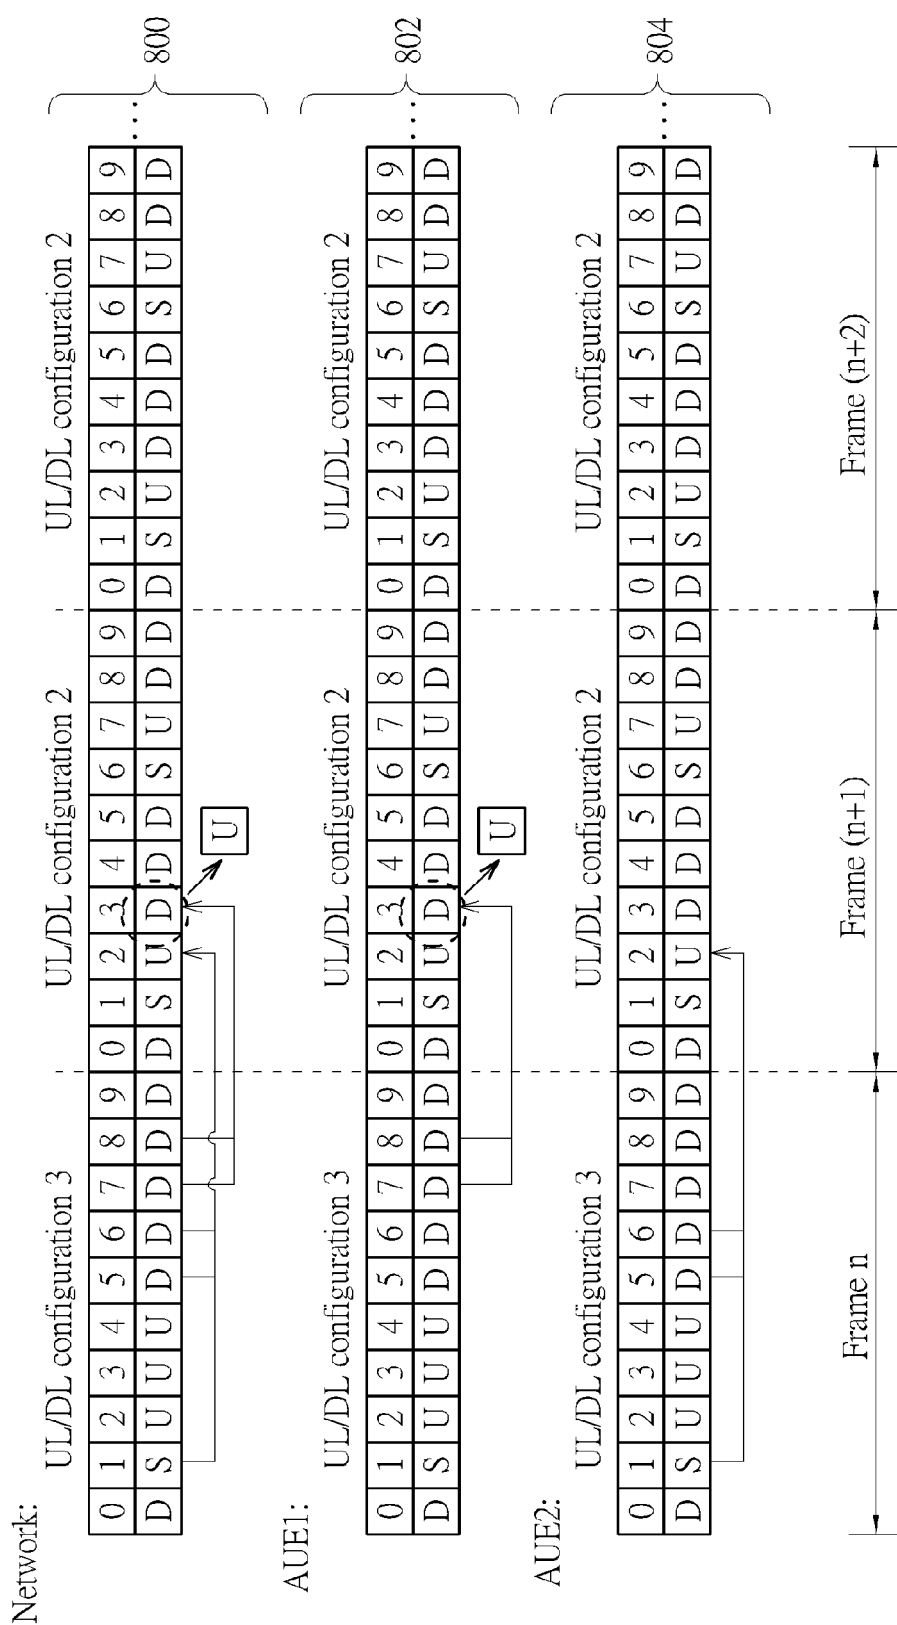 Network:
UL/DL configuration 3 UL/DL configuration 2 UL/DL configuration 2
0 1 2 3 4 5 6 7 8 9 0 1 2 3 4 5 6 7 8 9 0 1 2 3 4 5 6 7 8 9
D S U U U D D D D D D S U D D D S U D D D S U D D D S U D D ...
U
800
AUE1:
UL/DL configuration 3 UL/DL configuration 2 UL/DL configuration 2
0 1 2 3 4 5 6 7 8 9 0 1 2 3 4 5 6 7 8 9 0 1 2 3 4 5 6 7 8 9
D S U U U D D D D D D S U D D D S U D D D S U D D D S U D D ...
U
802
AUE2:
UL/DL configuration 3 UL/DL configuration 2 UL/DL configuration 2
0 1 2 3 4 5 6 7 8 9 0 1 2 3 4 5 6 7 8 9 0 1 2 3 4 5 6 7 8 9
D S U U U D D D D D D S U D D D S U D D D S U D D D S U D D ...
804
Frame n Frame (n+1) Frame (n+2)